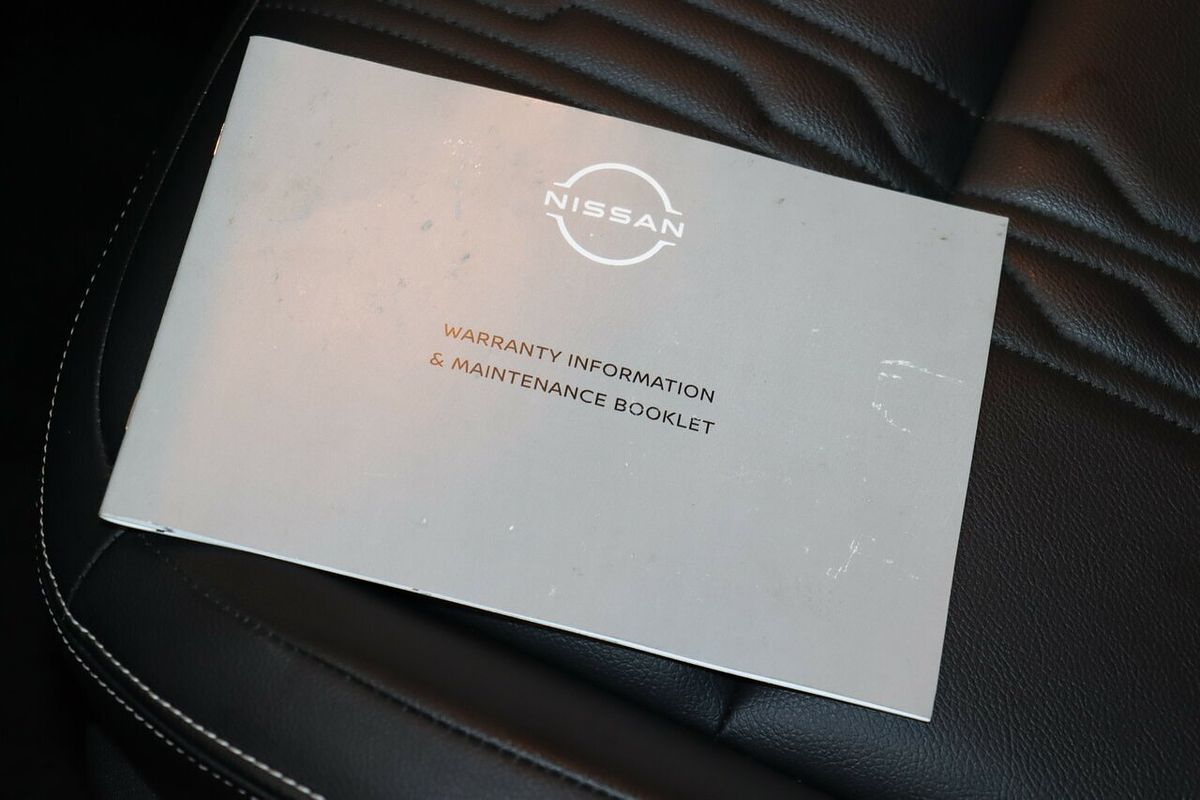 NISSAN
WARRANTY INFORMATION
& MAINTENANCE BOOKLET